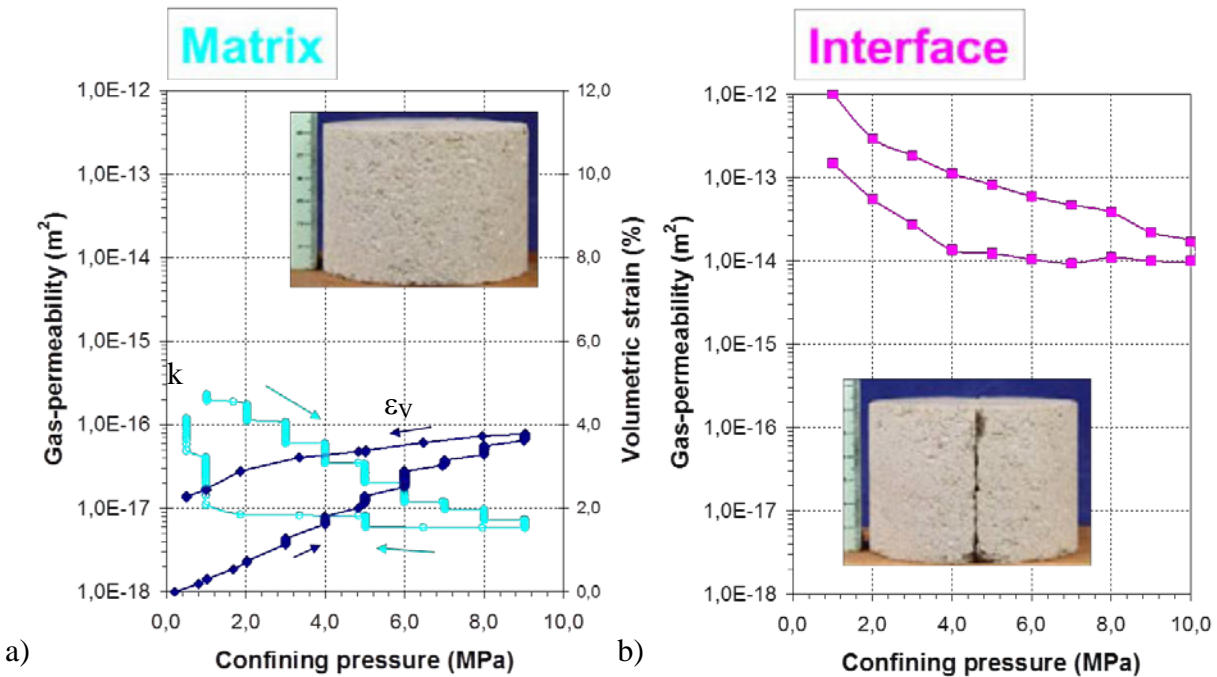 Matrix
1,0E-12
1,0E-13
1,0E-14
1,0E-15
1,0E-16
1,0E-17
1,0E-18
Gas-permeability (m²)
12,0
10,0
8,0
6,0
4,0
2,0
0,0
Volumetric strain (%)
k
εv
0,0 2,0 4,0 6,0 8,0 10,0
Confining pressure (MPa)
a)
Interface
1,0E-12
1,0E-13
1,0E-14
1,0E-15
1,0E-16
1,0E-17
1,0E-18
Gas-permeability (m²)
0,0 2,0 4,0 6,0 8,0 10,0
Confining pressure (MPa)
b)